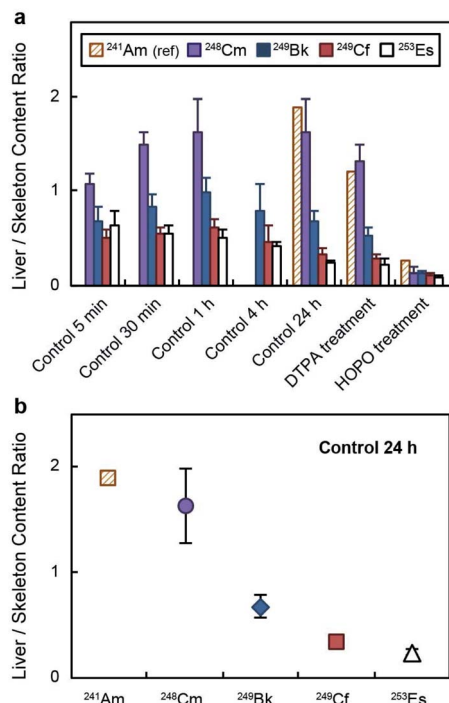 a
Liver / Skeleton Content Ratio
2
1
0
²⁴¹Am (ref) ²⁴⁸Cm ²⁴⁹Bk ²⁴⁹Cf ²⁵³Es
Control 5 min
Control 30 min
Control 1 h
Control 4 h
Control 24 h
DTPA treatment
HOPO treatment
b
Liver / Skeleton Content Ratio
Control 24 h
2
1
0
²⁴¹Am ²⁴⁸Cm ²⁴⁹Bk ²⁴⁹Cf ²⁵³Es